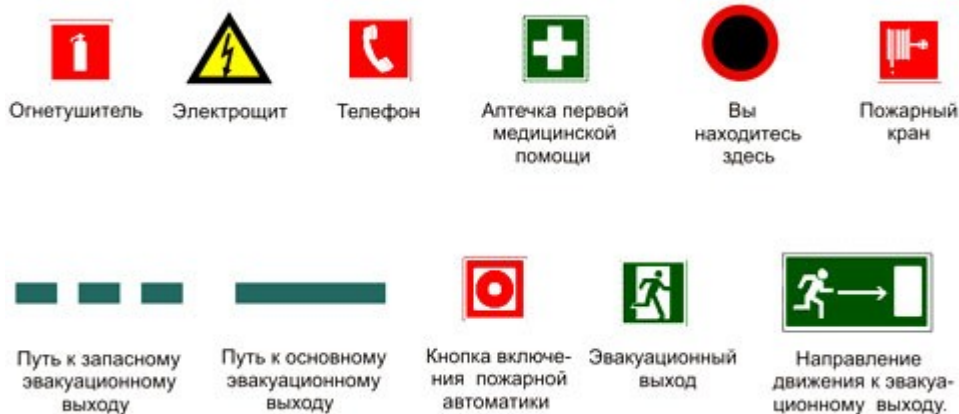 Огнетушитель
Электрощит
Телефон
Аптечка первой
медицинской
помощи
Вы
находитесь
здесь
Пожарный
кран
Путь к запасному
эвакуационному
выходу
Путь к основному
эвакуационному
выходу
Кнопка включе-
ния пожарной
автоматики
Эвакуационный
выход
Направление
движения к эвакуа-
ционному выходу.